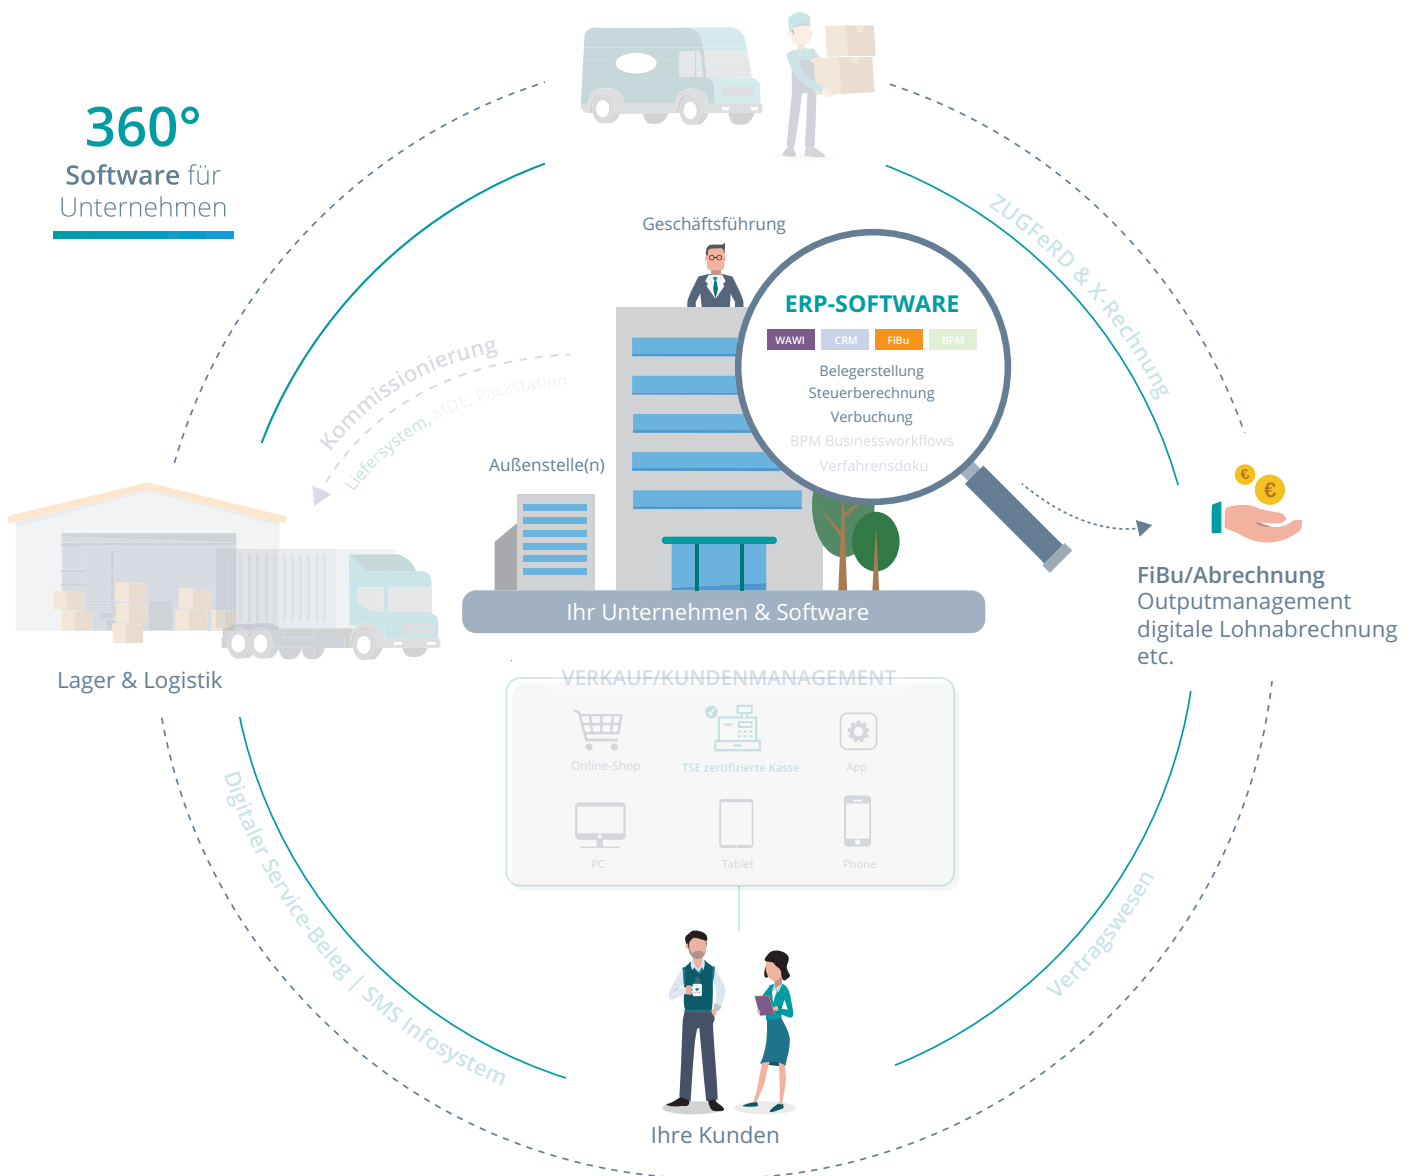 360°
Software für
Unternehmen
ZUGFeRD & X-Rechnung
Geschäftsführung
ERP-SOFTWARE
WAWI
CRM
FiBu
BPM
Belegerstellung
Steuerberechnung
Verbuchung
BPM Businessworkflows
Verfahrensdoku
Kommissionierung
Liefersystem, MDE, Packstation
Außenstelle(n)
Ihr Unternehmen & Software
FiBu/Abrechnung
Outputmanagement
digitale Lohnabrechnung
etc.
Lager & Logistik
VERKAUF/KUNDENMANAGEMENT
Online-Shop
TSE zertifizierte Kasse
App
PC
Tablet
Phone
Digitaler Service-Beleg | SMS Infosystem
Vertragswesen
Ihre Kunden